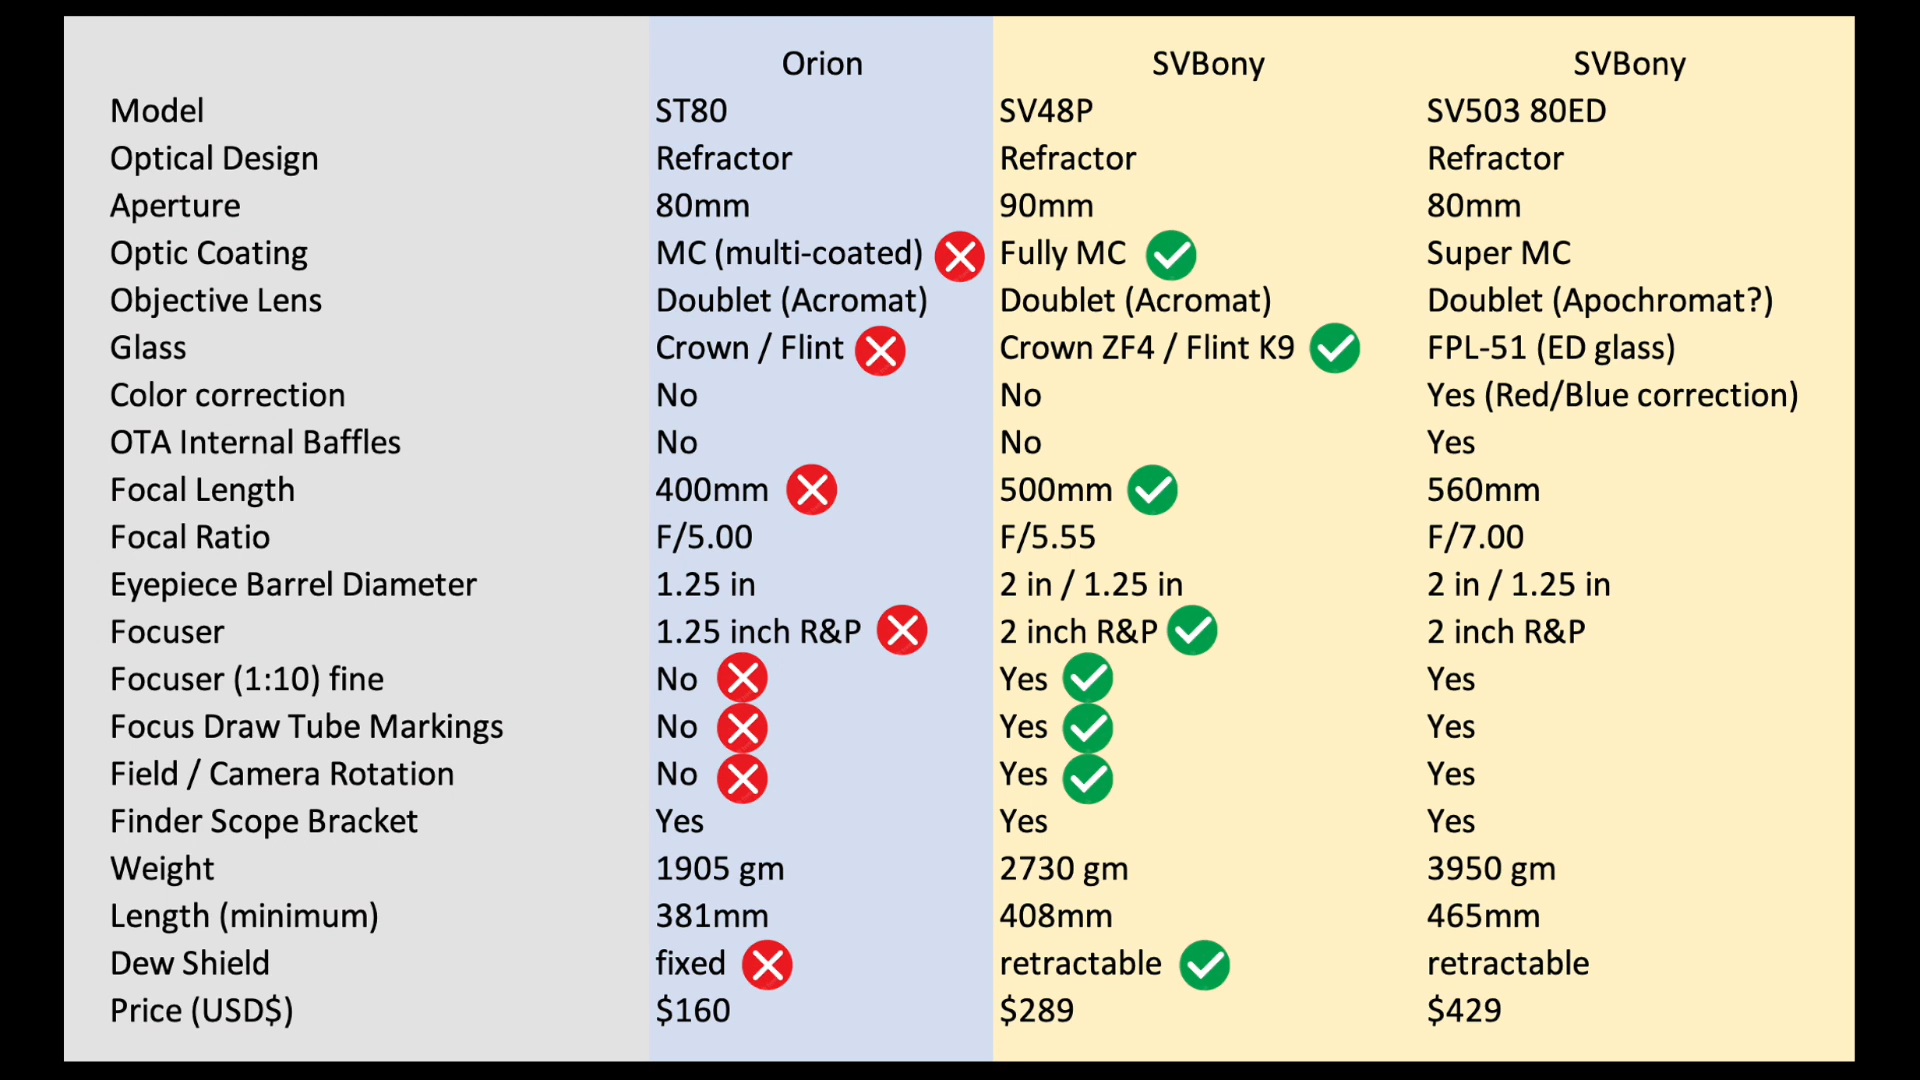 Orion SVBony SVBony
Model ST80 SV48P SV503 80ED
Optical Design Refractor Refractor Refractor
Aperture 80mm 90mm 80mm
Optic Coating MC (multi-coated) Fully MC Super MC
Objective Lens Doublet (Acromat) Doublet (Acromat) Doublet (Apochromat?)
Glass Crown / Flint Crown ZF4 / Flint K9 FPL-51 (ED glass)
Color correction No No Yes (Red/Blue correction)
OTA Internal Baffles No No Yes
Focal Length 400mm 500mm 560mm
Focal Ratio F/5.00 F/5.55 F/7.00
Eyepiece Barrel Diameter 1.25 in 2 in / 1.25 in 2 in / 1.25 in
Focuser 1.25 inch R&P 2 inch R&P 2 inch R&P
Focuser (1:10) fine No Yes Yes
Focus Draw Tube Markings No Yes Yes
Field / Camera Rotation No Yes Yes
Finder Scope Bracket Yes Yes Yes
Weight 1905 gm 2730 gm 3950 gm
Length (minimum) 381mm 408mm 465mm
Dew Shield fixed retractable retractable
Price (USD$) $160 $289 $429